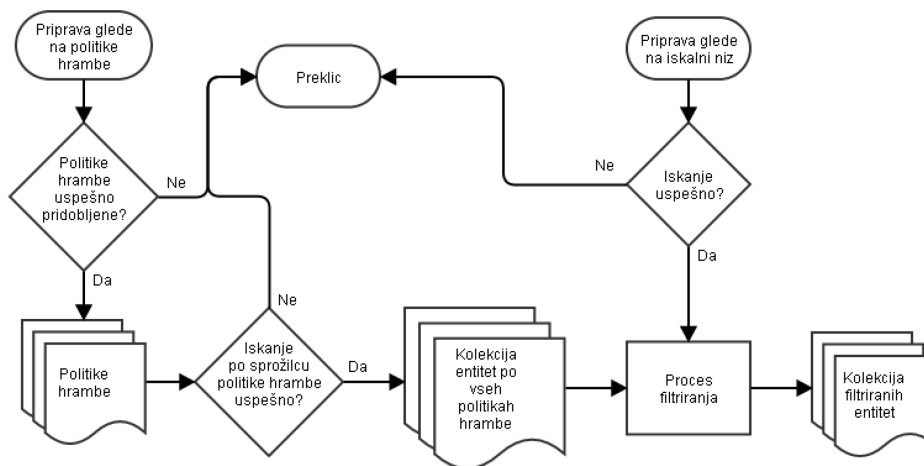 Priprava glede
na politike
hrambe
Preklic
Priprava glede
na iskalni niz
Politike
hrambe
uspešno
pridobljene?
Ne
Ne
Iskanje
uspešno?
Da
Da
Ne
Politike
hrambe
Iskanje
po sprožilcu
politike hrambe
uspešno?
Da
Kolekcija
entitet po
vseh
politikah
hrambe
Proces
filtriranja
Kolekcija
filtriranih
entitet